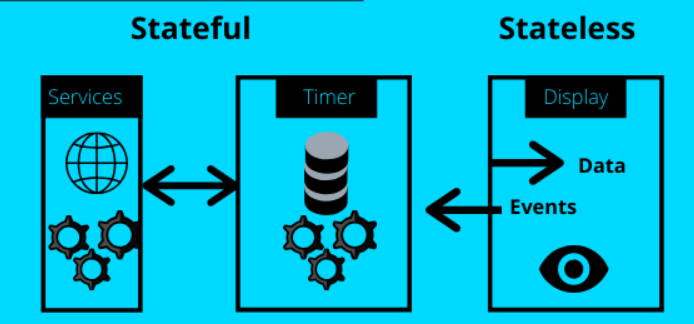 Stateful
Stateless
Services
Timer
Display
Data
Events